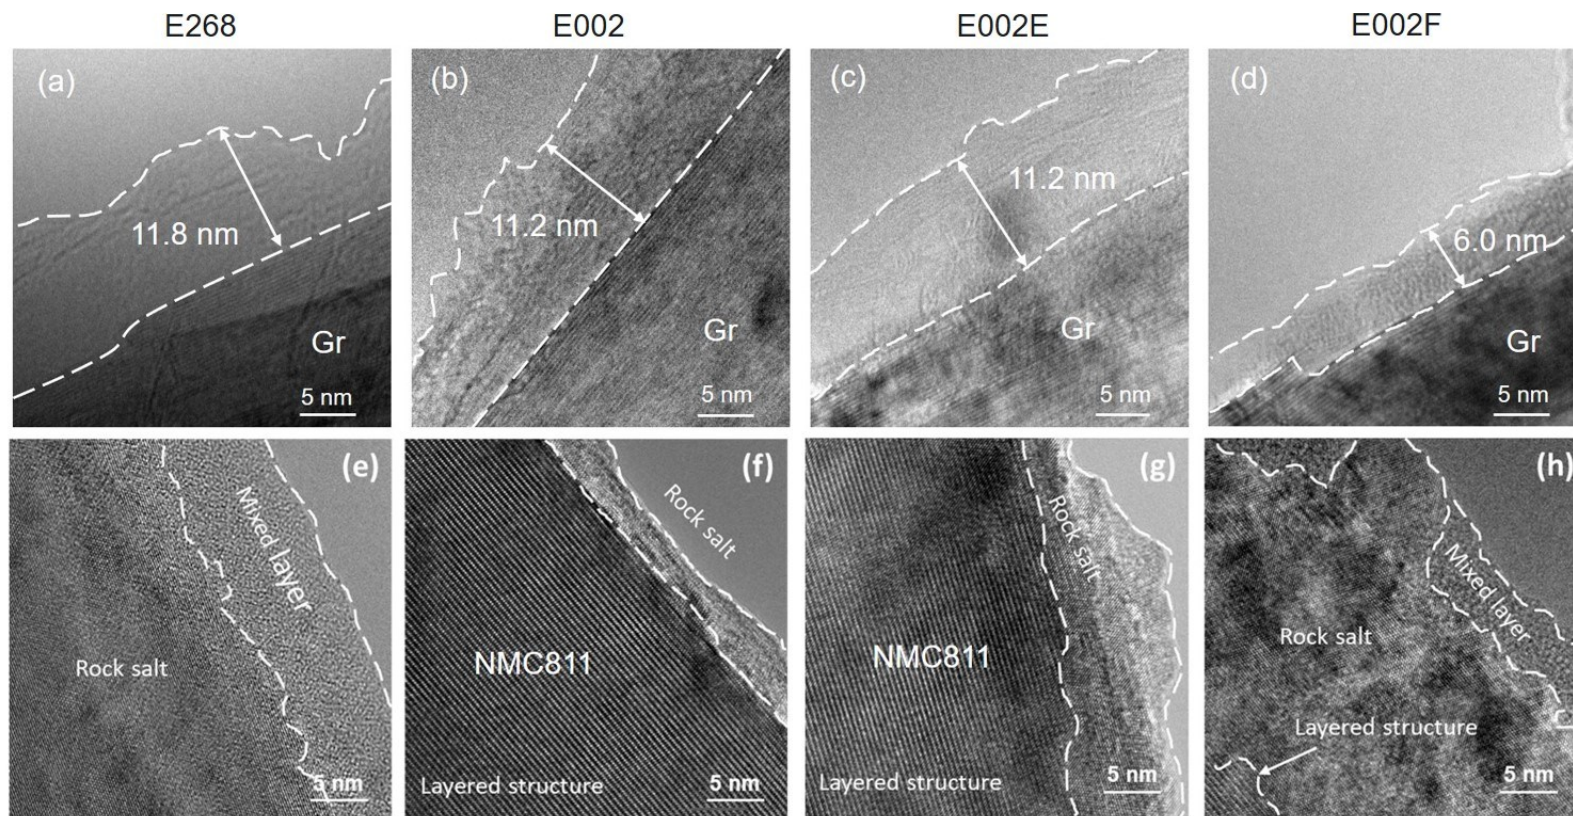 E268
E002
E002E
E002F
(a)
11.8 nm
Gr
5 nm
(b)
11.2 nm
Gr
5 nm
(c)
11.2 nm
Gr
5 nm
(d)
6.0 nm
Gr
5 nm
(e)
Mixed layer
Rock salt
5 nm
(f)
Rock salt
NMC811
Layered structure
5 nm
(g)
Rock salt
NMC811
Layered structure
5 nm
(h)
Mixed layer
Rock salt
Layered structure
5 nm